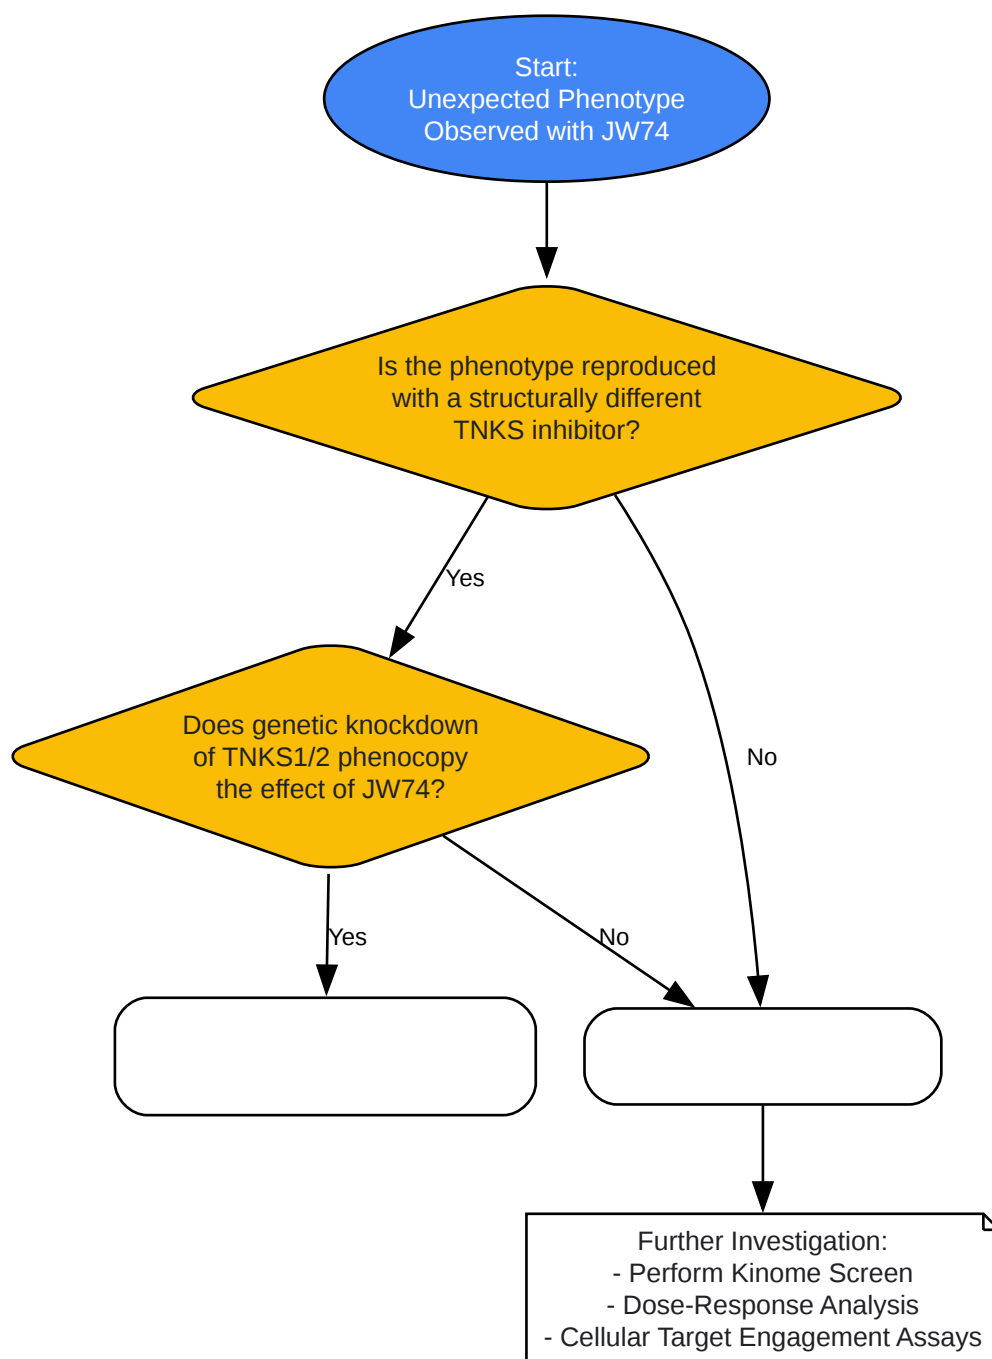 Start:
Unexpected Phenotype
Observed with JW74
Is the phenotype reproduced
with a structurally different
TNKS inhibitor?
Yes
No
Does genetic knockdown
of TNKS1/2 phenocopy
the effect of JW74?
Yes
No
Further Investigation:
- Perform Kinome Screen
- Dose-Response Analysis
- Cellular Target Engagement Assays